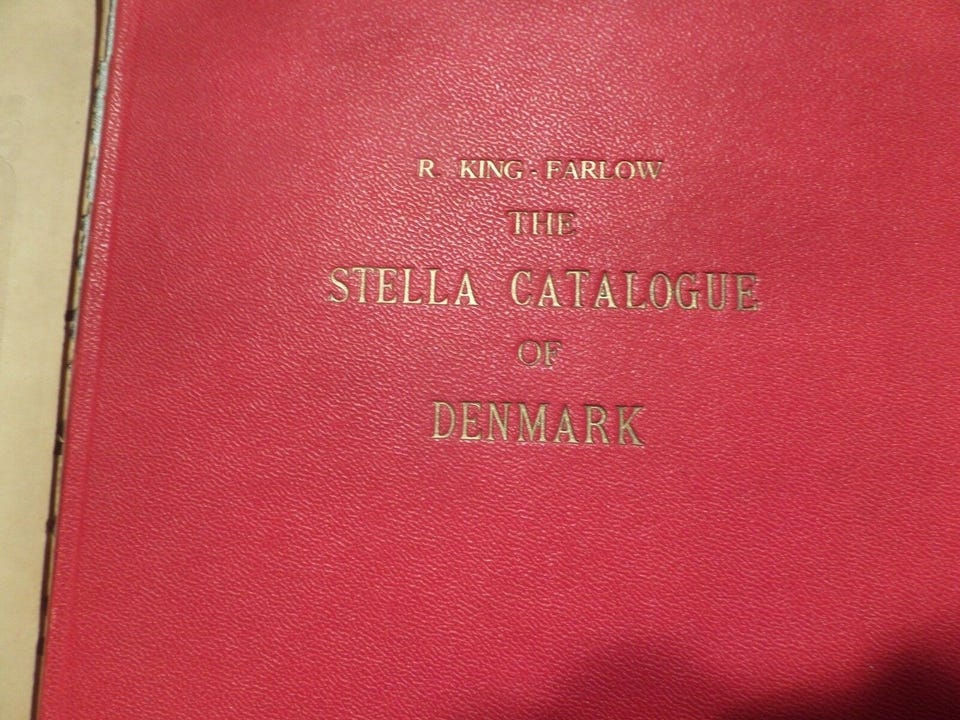 R. KING - FARLOW
THE
STELLA CATALOGUE
OF
DENMARK